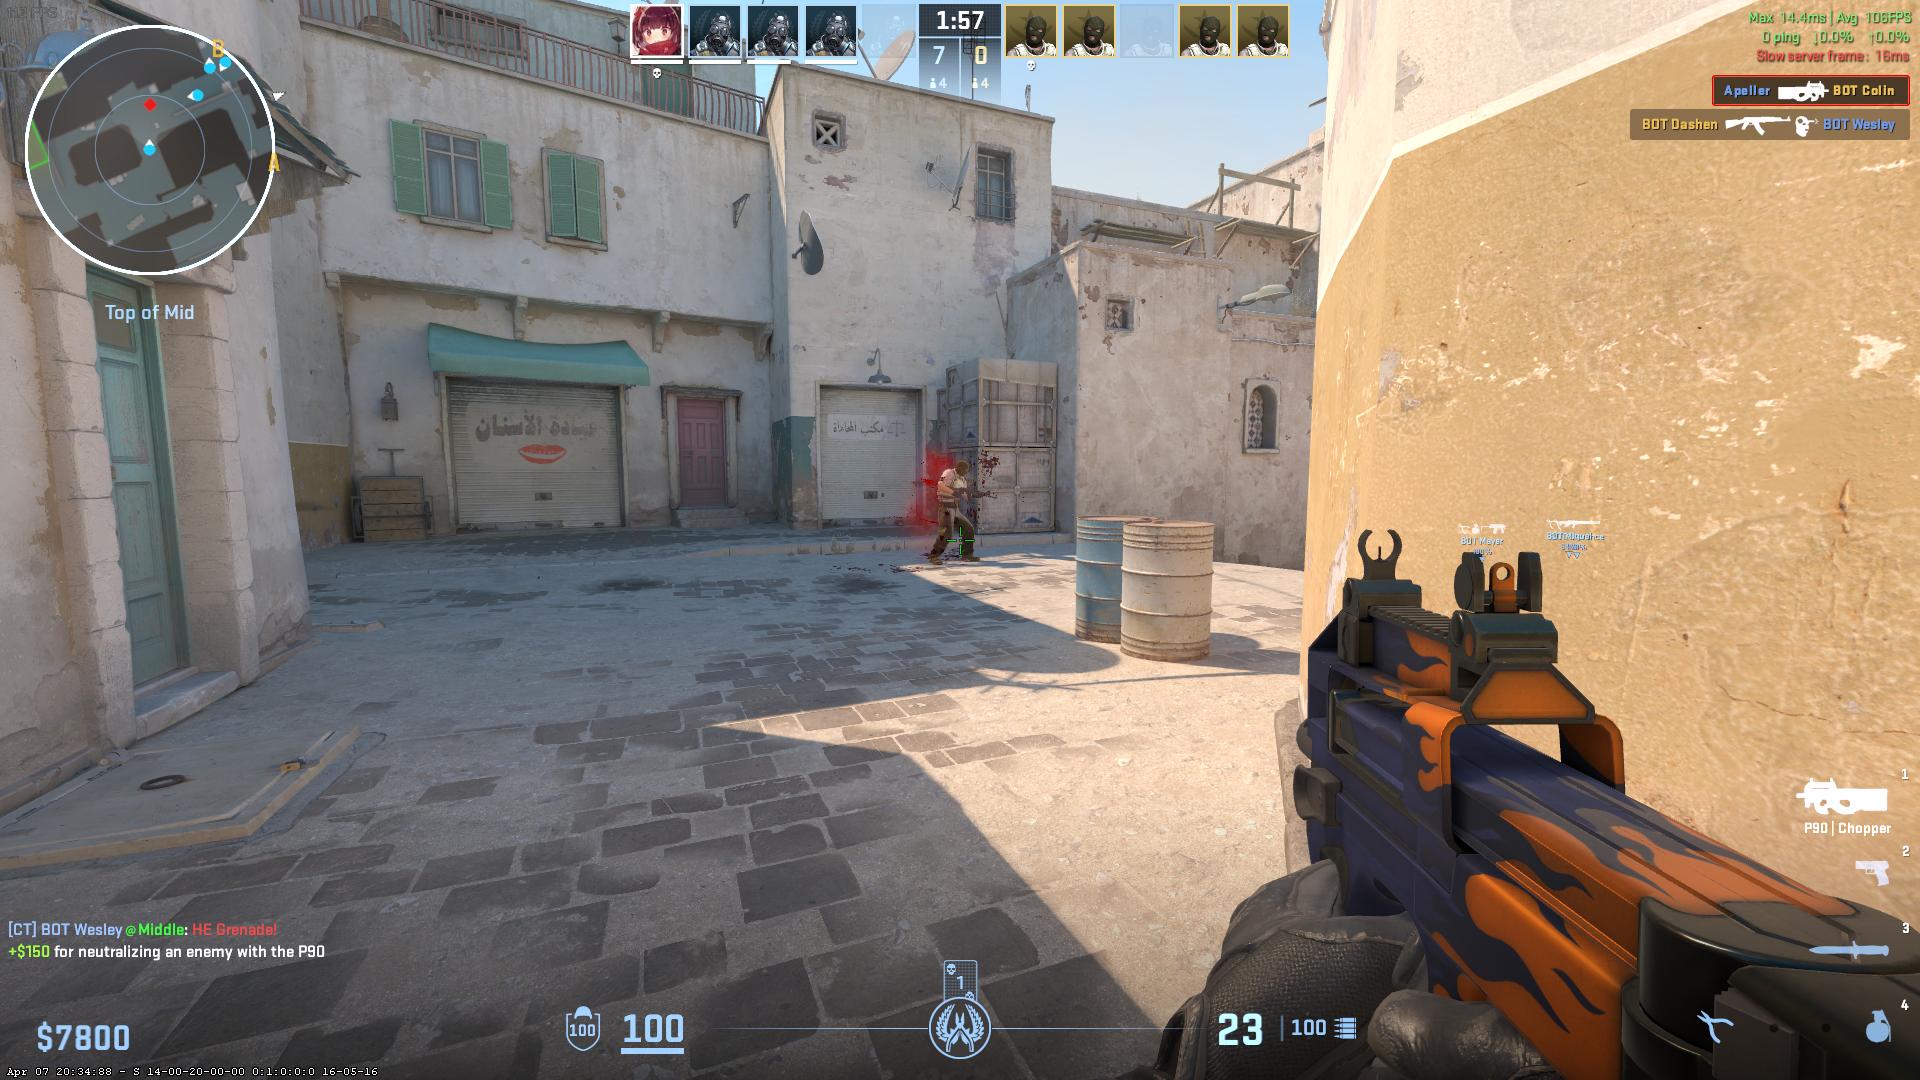 B
A
Top of Mid
1:57
7 0
4 4
Max 14.4ms | Avg 106FPS
0 ping ↓0.0% ↑0.0%
Slow server frame: 16ms
Apeller BOT Colin
BOT Dashen BOT Wesley
مكتب المحاماة
BOT Mayar
100%
1
P90 | Chopper
2
3
4
[CT] BOT Wesley @ Middle: HE Grenade!
+$150 for neutralizing an enemy with the P90
$7800
100 100
1
23 | 100
Apr 07 20:34:88 - S 14-00-20-00-00 0:1:0:0:0 16-05-16